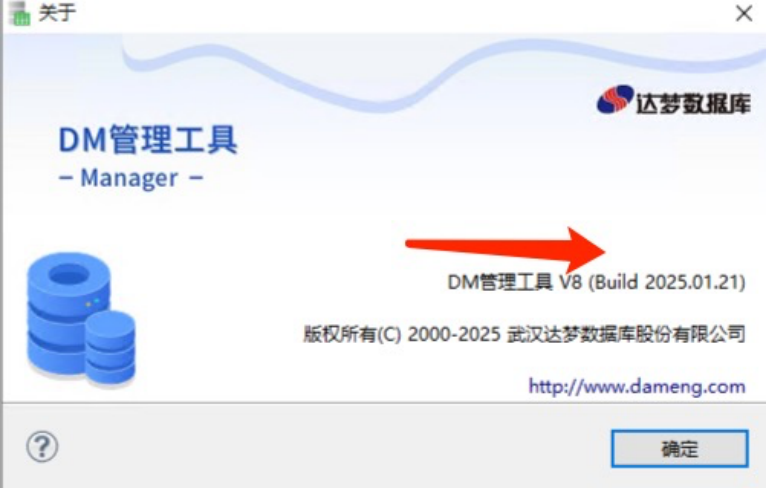 关于
达梦数据库
DM管理工具
- Manager -
DM管理工具 V8 (Build 2025.01.21)
版权所有(C) 2000-2025 武汉达梦数据库股份有限公司
http://www.dameng.com
?
确定